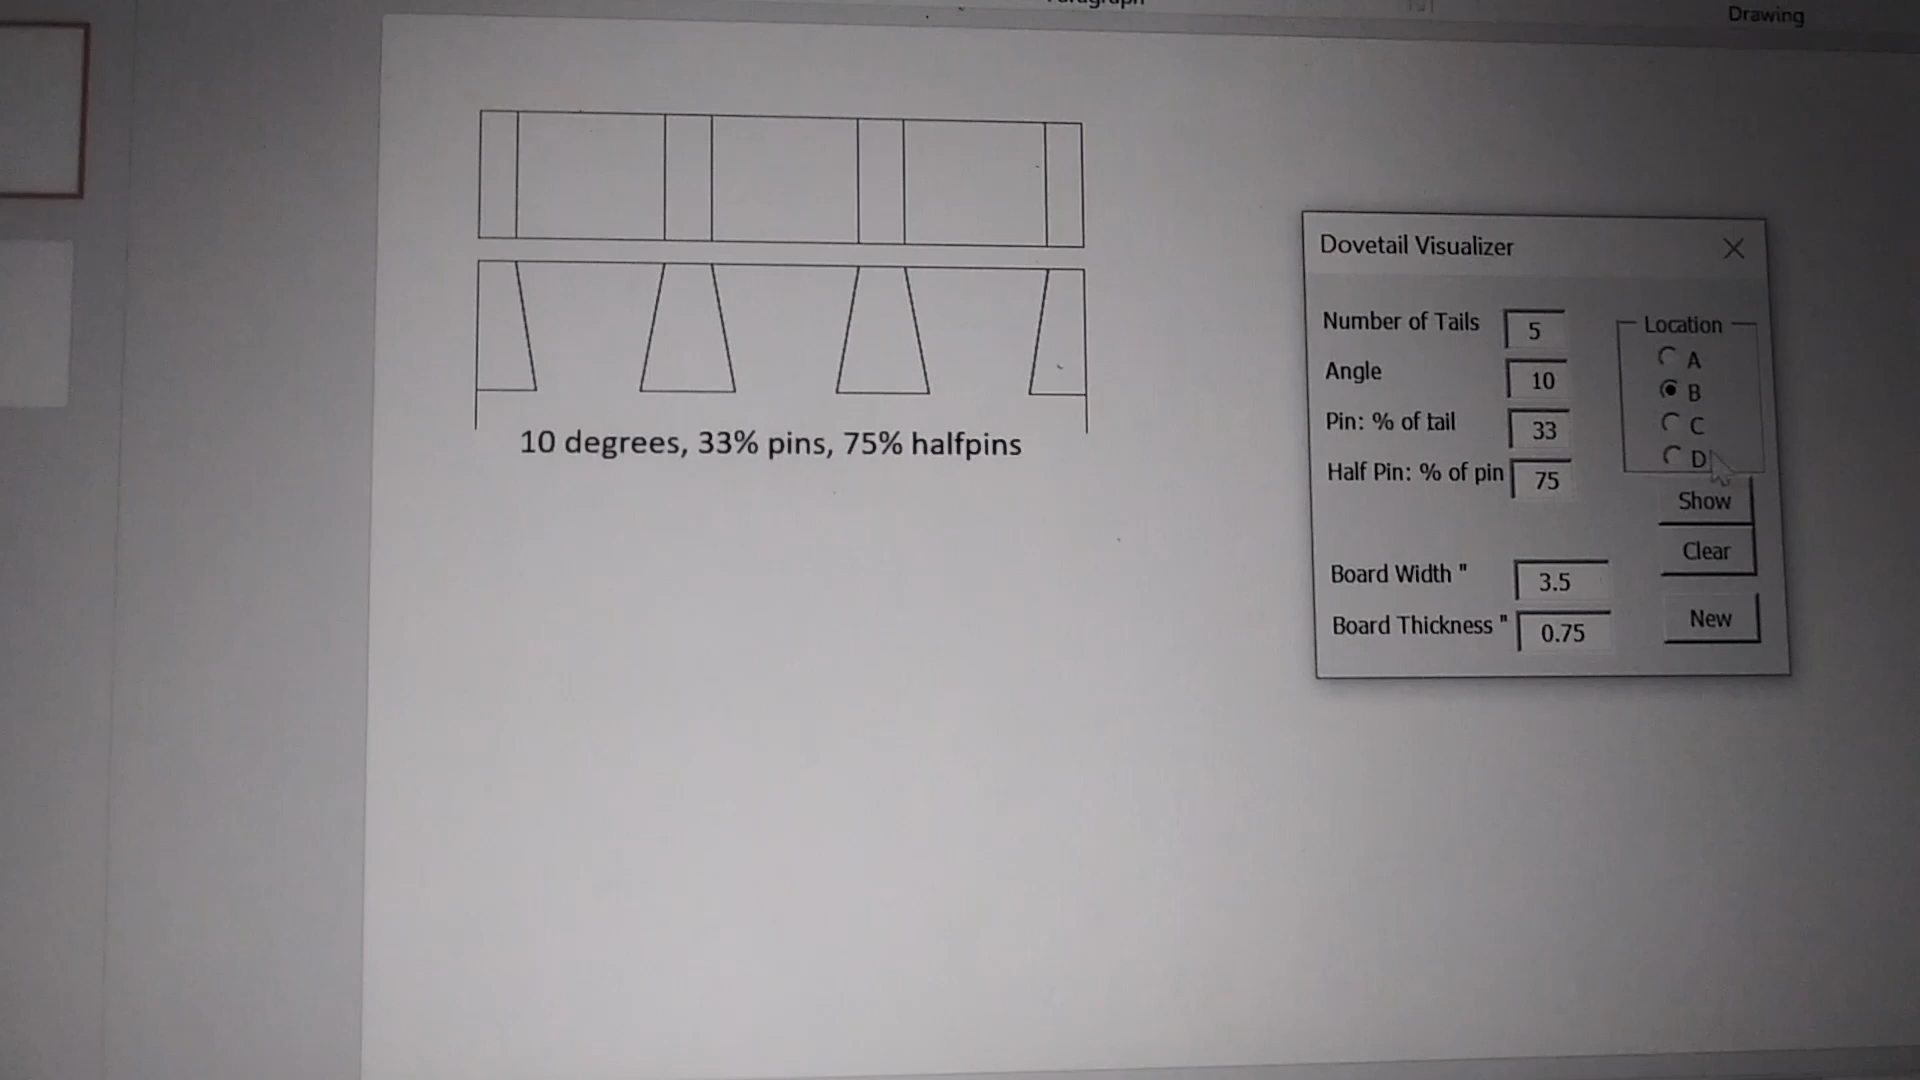 Paragraph
Drawing
10 degrees, 33% pins, 75% halfpins
Dovetail Visualizer
Number of Tails 5
Angle 10
Pin: % of tail 33
Half Pin: % of pin 75
Location
A
B
C
D
Show
Clear
New
Board Width " 3.5
Board Thickness " 0.75